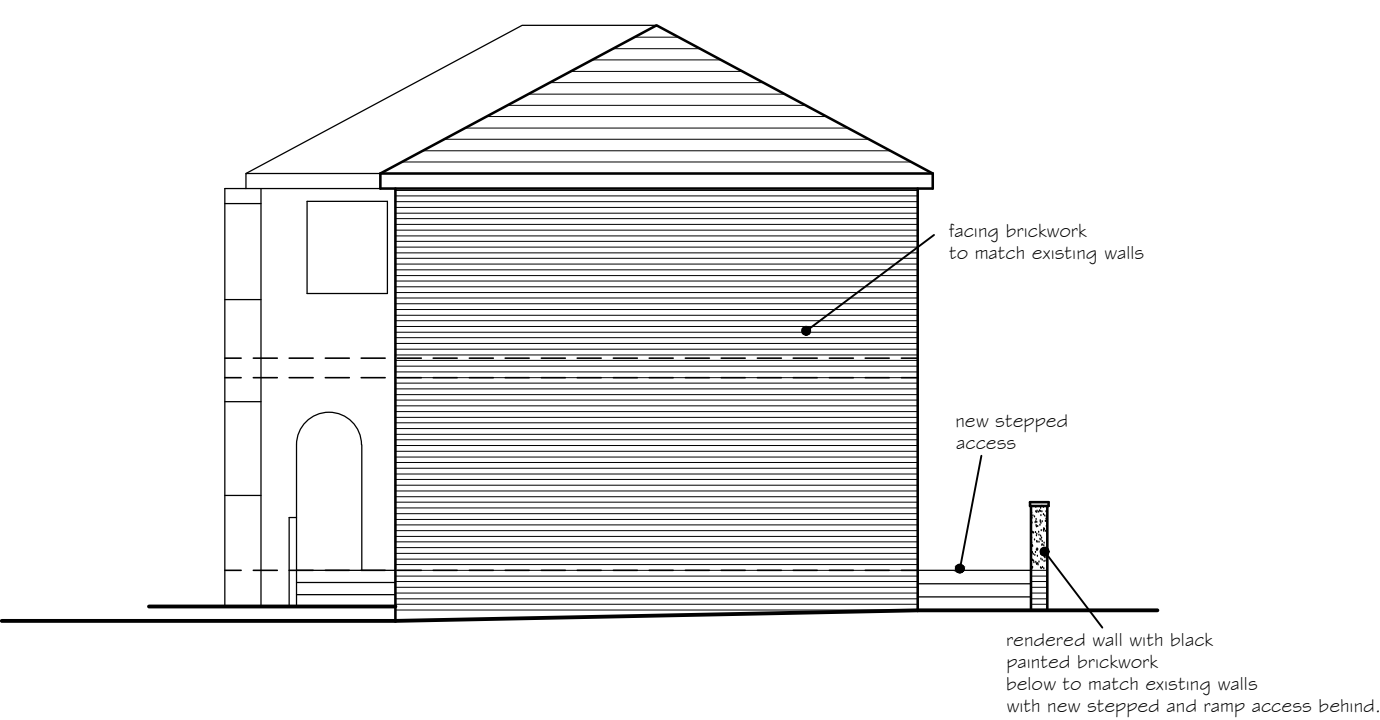 facing brickwork
to match existing walls
new stepped
access
rendered wall with black
painted brickwork
below to match existing walls
with new stepped and ramp access behind.